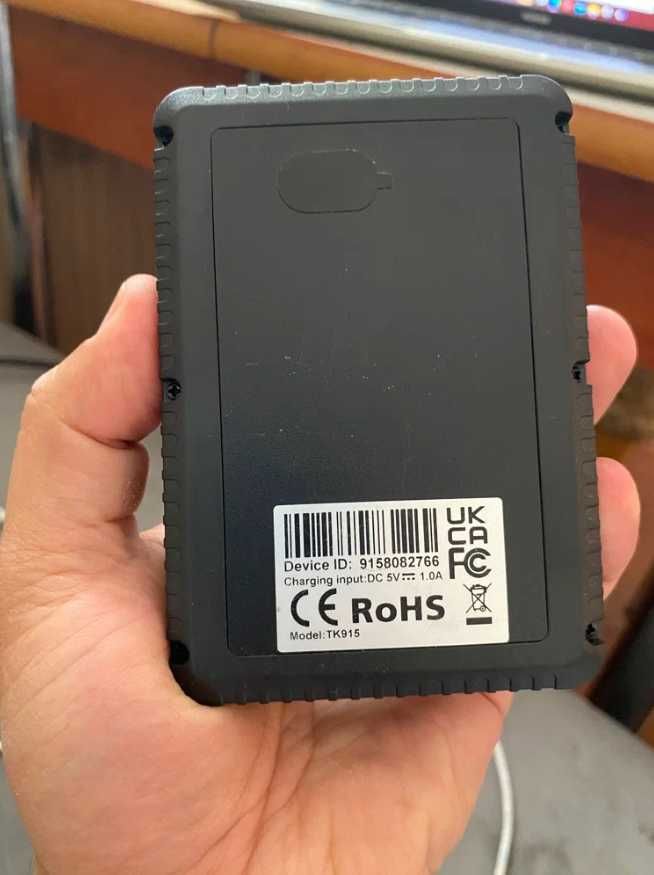 UK
CA
Device ID: 9158082766
Charging input:DC 5V⎓ 1.0A
FC
CE RoHS
Model:TK915